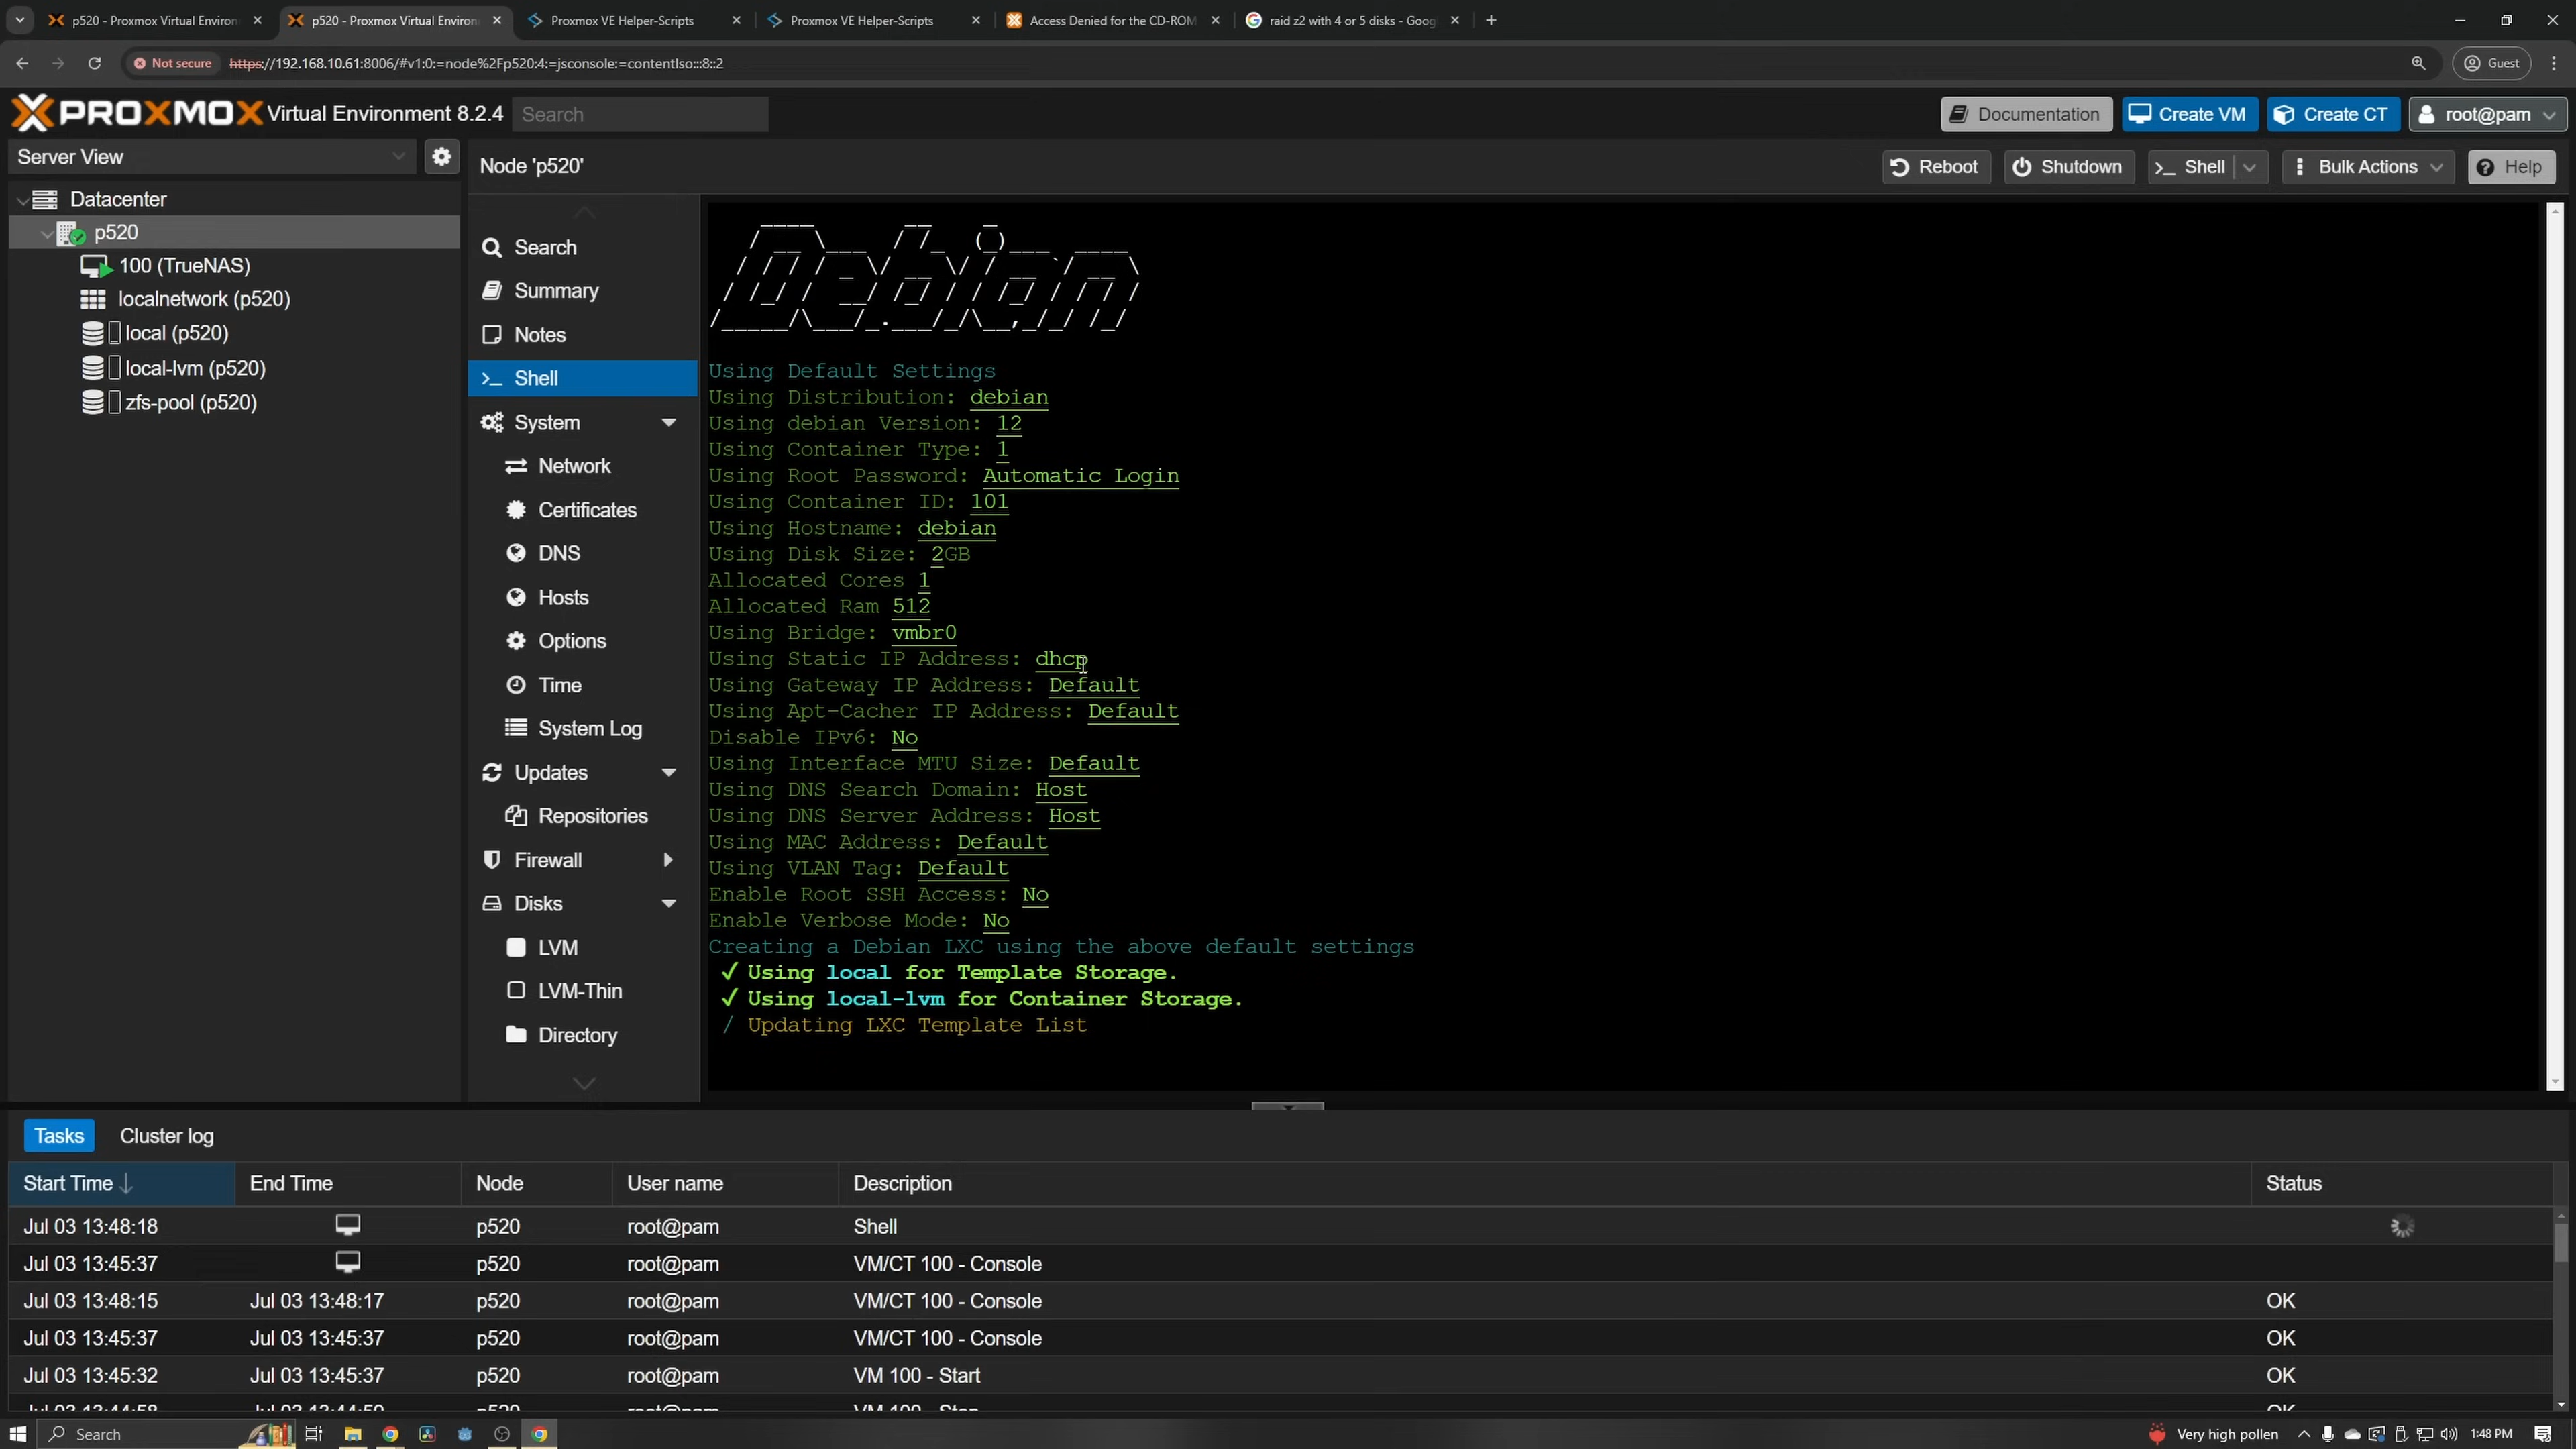 p520 - Proxmox Virtual Environ
p520 - Proxmox Virtual Environ
Proxmox VE Helper-Scripts
Proxmox VE Helper-Scripts
Access Denied for the CD-ROM
raid z2 with 4 or 5 disks - Goog
Not secure
https://192.168.10.61:8006/#v1:0:=node%2Fp520:4:=jsconsole:=contentIso:::8::2
Guest
PROXMOX Virtual Environment 8.2.4
Search
Documentation
Create VM
Create CT
root@pam
Server View
Node 'p520'
Reboot
Shutdown
Shell
Bulk Actions
Help
Datacenter
p520
100 (TrueNAS)
localnetwork (p520)
local (p520)
local-lvm (p520)
zfs-pool (p520)
Search
Summary
Notes
Shell
System
Network
Certificates
DNS
Hosts
Options
Time
System Log
Updates
Repositories
Firewall
Disks
LVM
LVM-Thin
Directory
Debian
Using Default Settings
Using Distribution: debian
Using debian Version: 12
Using Container Type: 1
Using Root Password: Automatic Login
Using Container ID: 101
Using Hostname: debian
Using Disk Size: 2GB
Allocated Cores 1
Allocated Ram 512
Using Bridge: vmbr0
Using Static IP Address: dhcp
Using Gateway IP Address: Default
Using Apt-Cacher IP Address: Default
Disable IPv6: No
Using Interface MTU Size: Default
Using DNS Search Domain: Host
Using DNS Server Address: Host
Using MAC Address: Default
Using VLAN Tag: Default
Enable Root SSH Access: No
Enable Verbose Mode: No
Creating a Debian LXC using the above default settings
✓ Using local for Template Storage.
✓ Using local-lvm for Container Storage.
/ Updating LXC Template List
Tasks
Cluster log
Start Time ↓ End Time Node User name Description Status
Jul 03 13:48:18 p520 root@pam Shell
Jul 03 13:45:37 p520 root@pam VM/CT 100 - Console
Jul 03 13:48:15 Jul 03 13:48:17 p520 root@pam VM/CT 100 - Console OK
Jul 03 13:45:37 Jul 03 13:45:37 p520 root@pam VM/CT 100 - Console OK
Jul 03 13:45:32 Jul 03 13:45:37 p520 root@pam VM 100 - Start OK
Search
Very high pollen
1:48 PM